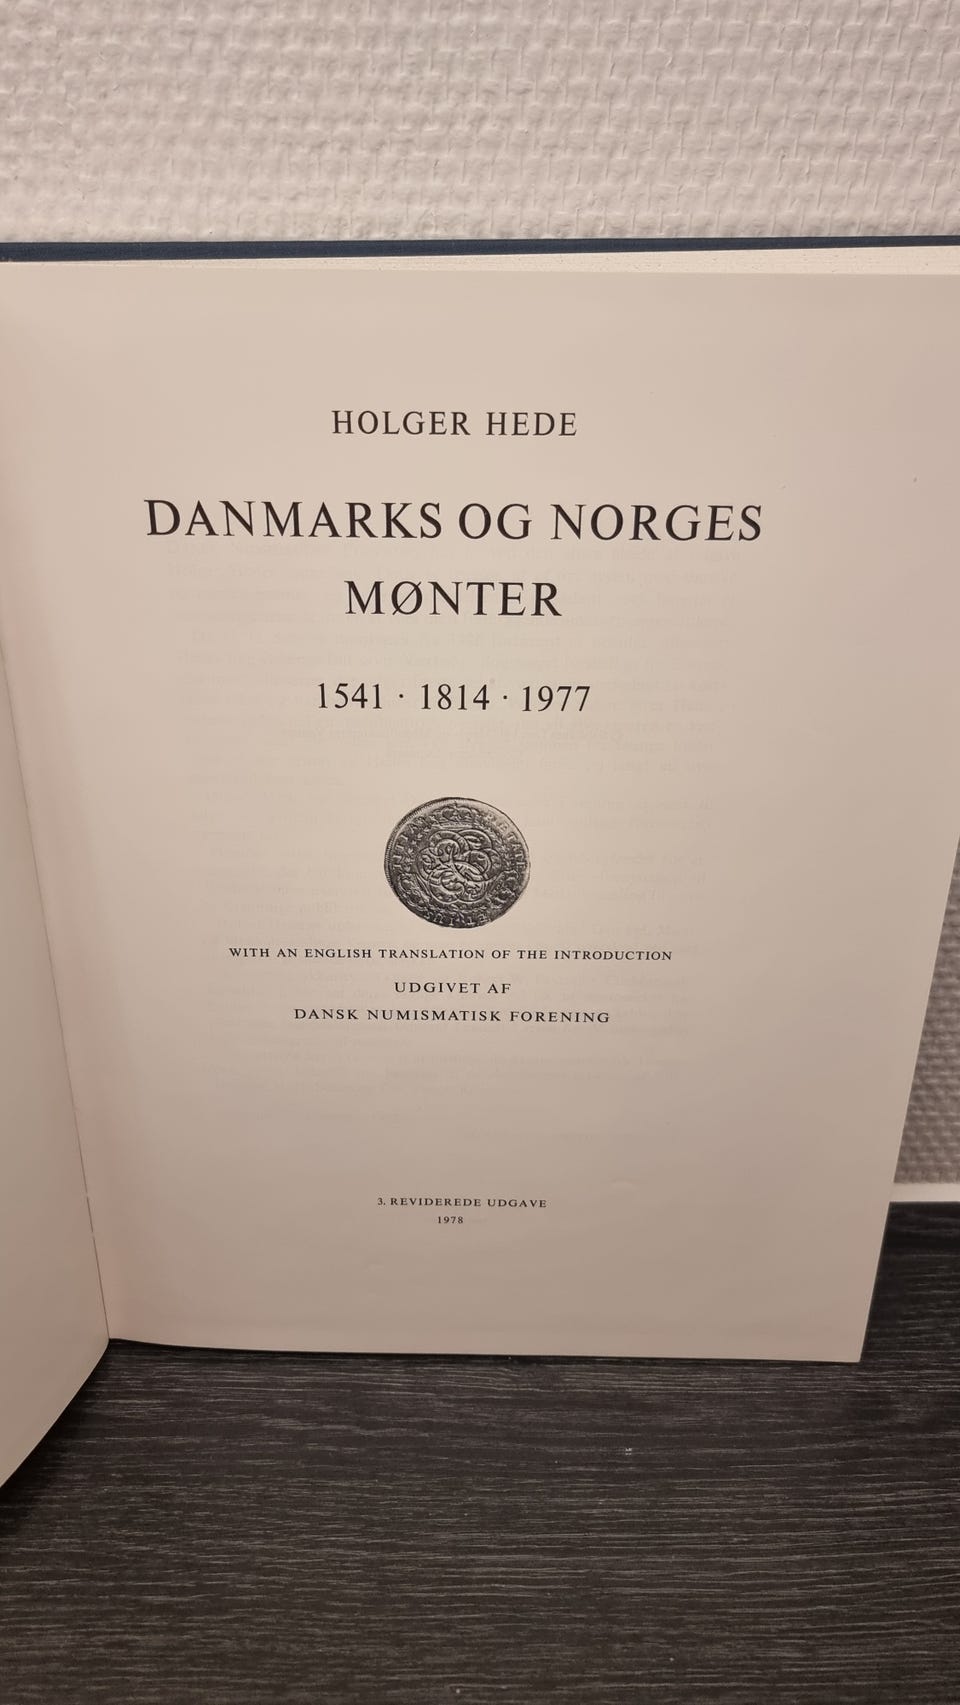 HOLGER HEDE
DANMARKS OG NORGES
MØNTER
1541 · 1814 · 1977
WITH AN ENGLISH TRANSLATION OF THE INTRODUCTION
UDGIVET AF
DANSK NUMISMATISK FORENING
3. REVIDEREDE UDGAVE
1978